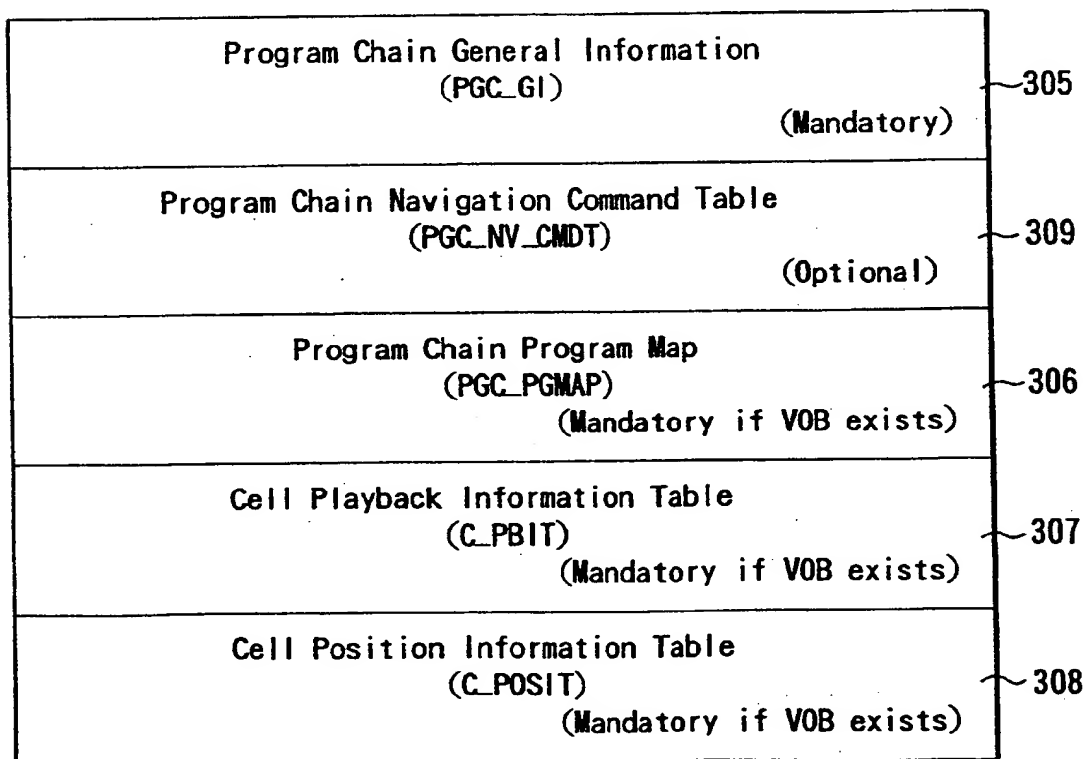 Program Chain General Information
(PGC_GI)
305
(Mandatory)
Program Chain Navigation Command Table
(PGC_NV_CMDT)
309
(Optional)
Program Chain Program Map
(PGC_PGMAP)
306
(Mandatory if VOB exists)
Cell Playback Information Table
(C_PBIT)
307
(Mandatory if VOB exists)
Cell Position Information Table
(C_POSIT)
308
(Mandatory if VOB exists)